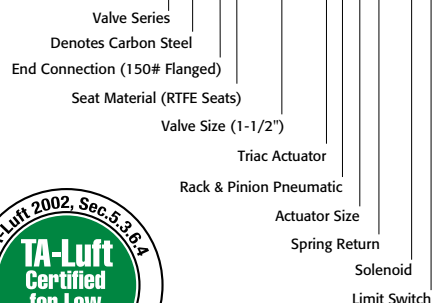 Valve Series
Denotes Carbon Steel
End Connection (150# Flanged)
Seat Material (RTFE Seats)
Valve Size (1-1/2")
Triac Actuator
Rack & Pinion Pneumatic
Actuator Size
Spring Return
Solenoid
Limit Switch
TA-Luft 2002, Sec.5.3.6.4
TA-Luft
Certified
for Low